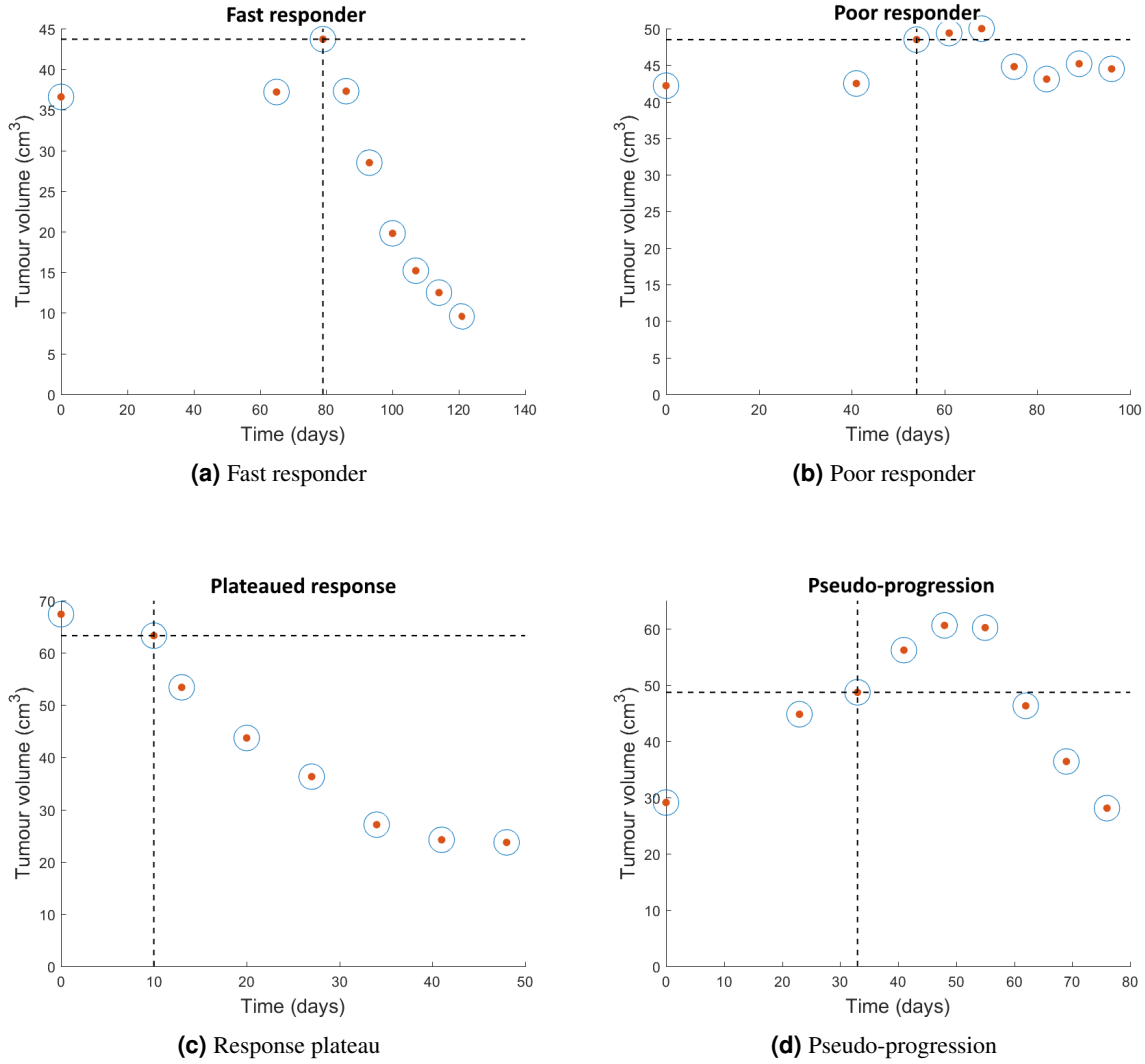 Fast responder
45
40
35
30
25
20
15
10
5
0
Tumour volume (cm³)
0 20 40 60 80 100 120 140
Time (days)
(a) Fast responder
Poor responder
50
45
40
35
30
25
20
15
10
5
0
Tumour volume (cm³)
0 20 40 60 80 100
Time (days)
(b) Poor responder
Plateaued response
70
60
50
40
30
20
10
0
Tumour volume (cm³)
0 10 20 30 40 50
Time (days)
(c) Response plateau
Pseudo-progression
60
50
40
30
20
10
0
Tumour volume (cm³)
0 10 20 30 40 50 60 70 80
Time (days)
(d) Pseudo-progression